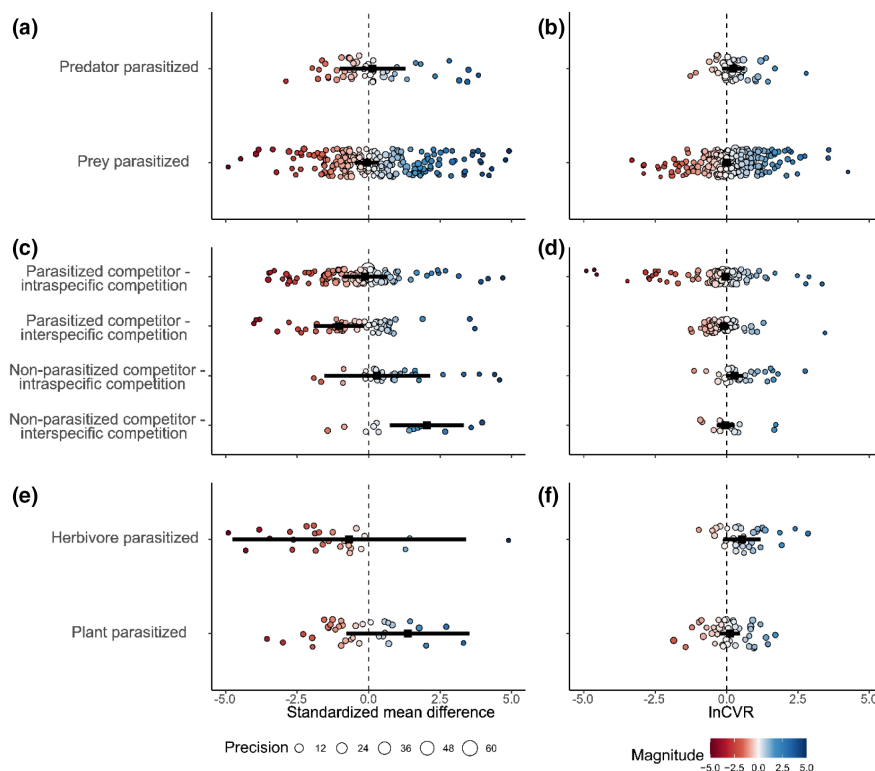 (a)
(b)
Predator parasitized
Prey parasitized
(c)
(d)
Parasitized competitor -
intraspecific competition
Parasitized competitor -
interspecific competition
Non-parasitized competitor -
intraspecific competition
Non-parasitized competitor -
interspecific competition
(e)
(f)
Herbivore parasitized
Plant parasitized
-5.0 -2.5 0.0 2.5 5.0
-5.0 -2.5 0.0 2.5 5.0
Standardized mean difference
lnCVR
Precision 12 24 36 48 60
Magnitude
-5.0 -2.5 0.0 2.5 5.0